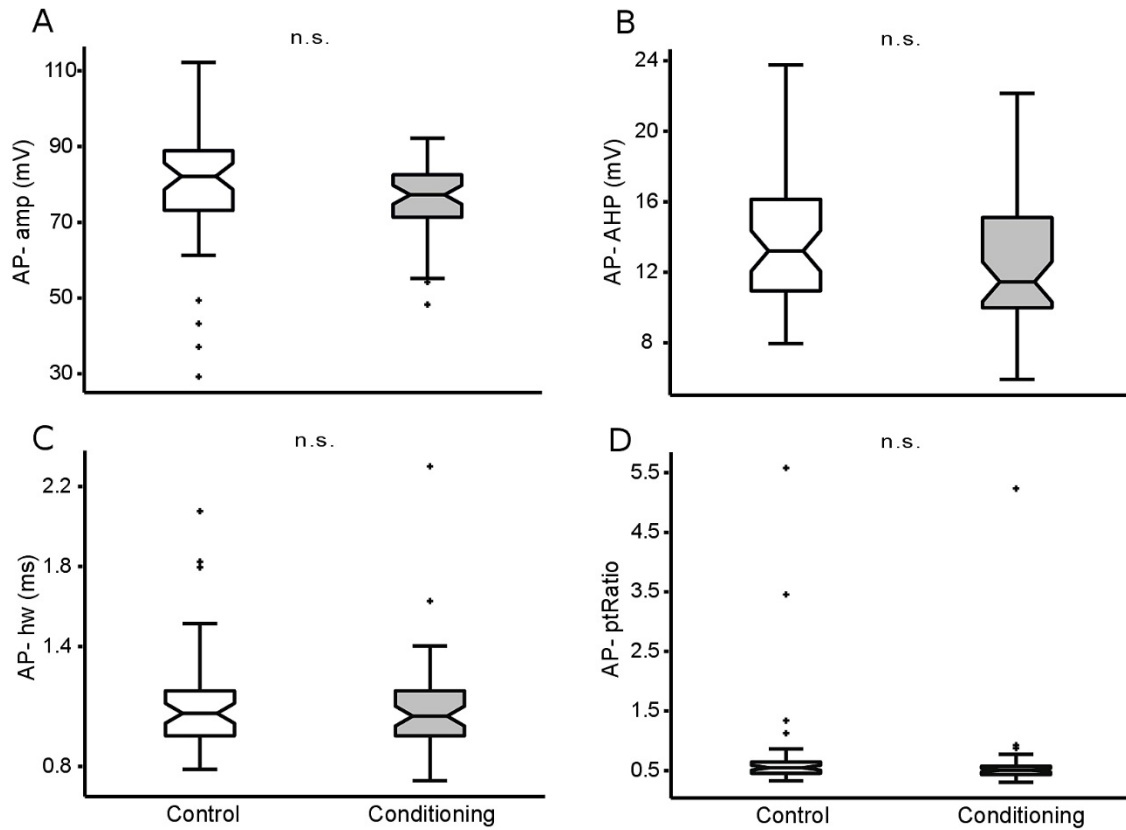 A
n.s.
AP- amp (mV)
110
90
70
50
30
B
n.s.
AP- AHP (mV)
24
20
16
12
8
C
n.s.
AP- hw (ms)
2.2
1.8
1.4
0.8
Control
Conditioning
D
n.s.
AP- ptRatio
5.5
4.5
3.5
2.5
1.5
0.5
Control
Conditioning